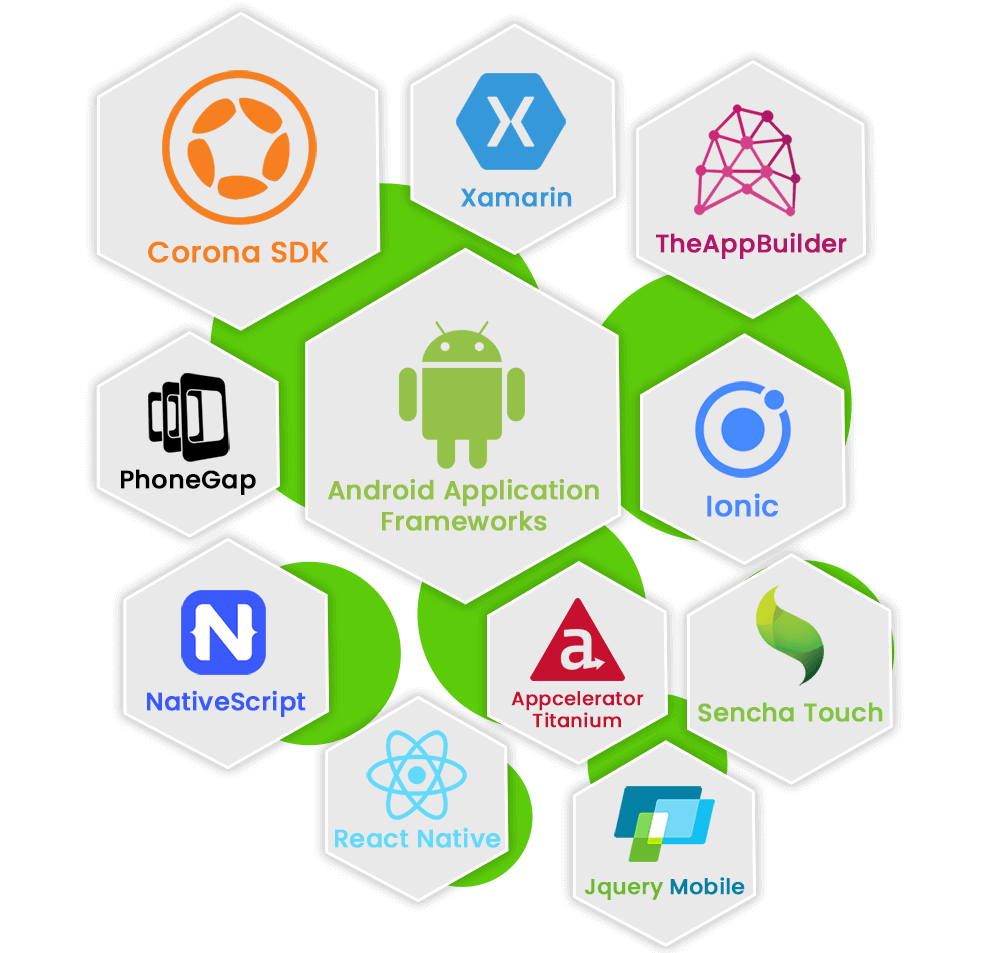 Corona SDK
Xamarin
TheAppBuilder
PhoneGap
Android Application
Frameworks
Ionic
NativeScript
Appcelerator
Titanium
Sencha Touch
React Native
Jquery Mobile